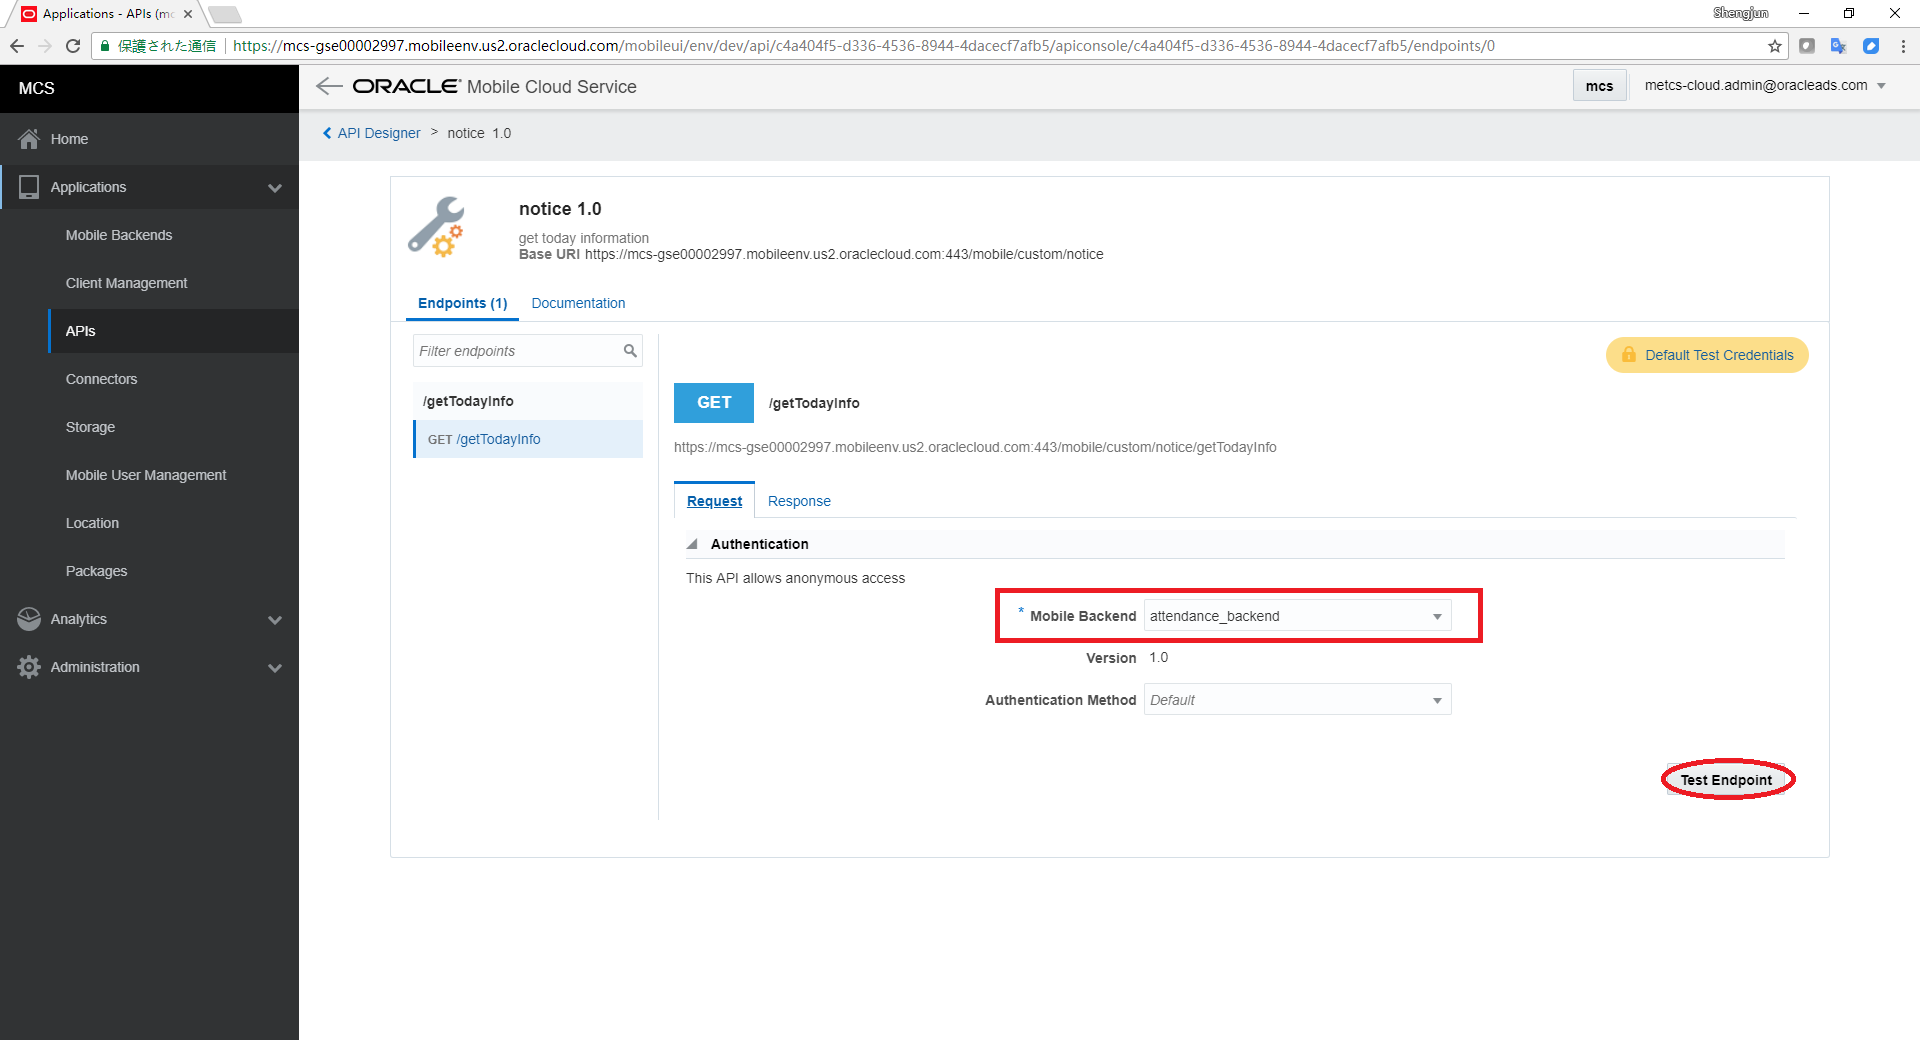 Applications - APIs (mc
Shengjun
保護された通信 https://mcs-gse00002997.mobileenv.us2.oraclecloud.com/mobileui/env/dev/api/c4a404f5-d336-4536-8944-4dacecf7afb5/apiconsole/c4a404f5-d336-4536-8944-4dacecf7afb5/endpoints/0
MCS
ORACLE Mobile Cloud Service
mcs
metcs-cloud.admin@oracleads.com
Home
Applications
Mobile Backends
Client Management
APIs
Connectors
Storage
Mobile User Management
Location
Packages
Analytics
Administration
API Designer > notice 1.0
notice 1.0
get today information
Base URI https://mcs-gse00002997.mobileenv.us2.oraclecloud.com:443/mobile/custom/notice
Endpoints (1) Documentation
Filter endpoints
/getTodayInfo
GET /getTodayInfo
Default Test Credentials
GET /getTodayInfo
https://mcs-gse00002997.mobileenv.us2.oraclecloud.com:443/mobile/custom/notice/getTodayInfo
Request Response
Authentication
This API allows anonymous access
* Mobile Backend attendance_backend
Version 1.0
Authentication Method Default
Test Endpoint